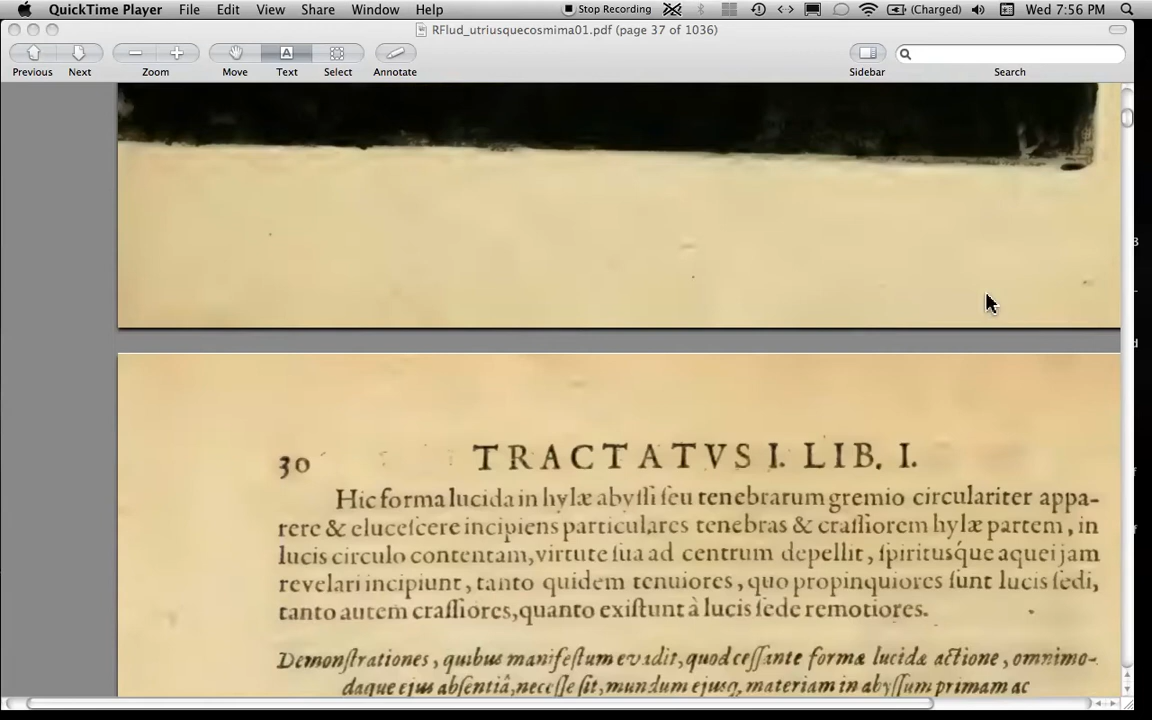 QuickTime Player File Edit View Share Window Help Stop Recording (Charged) Wed 7:56 PM
RFlud_utriusquecosmima01.pdf (page 37 of 1036)
Previous Next Zoom Move Text Select Annotate Sidebar Search
30 TRACTATVS I. LIB. I.
Hic forma lucida in hylæ abyſſi ſeu tenebrarum gremio circulariter appa-
rere & eluceſcere incipiens particulares tenebras & craſſiorem hylæ partem, in
lucis circulo contentam, virtute ſua ad centrum depellit, ſpiritusq́ue aquei jam
revelari incipiunt, tanto quidem tenuiores, quo propinquiores ſunt lucis ſedi,
tanto autem craſſiores, quanto exiſtunt à lucis ſede remotiores.
Demonſtrationes, quibus manifeſtum evadit, quod ceſſante formæ lucidæ actione, omnimo-
daque ejus abſentiâ, neceſſe ſit, mundum ejusq, materiam in abyſſum primam ac